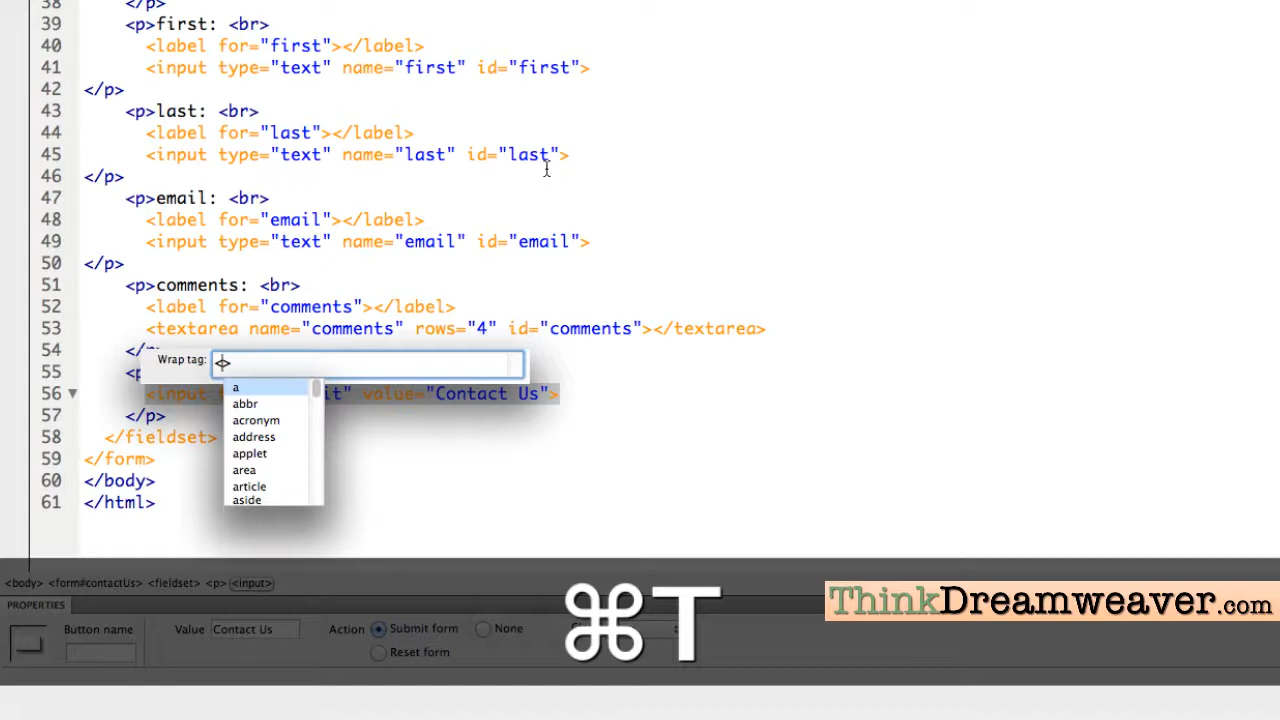 38 </p>
39 <p>first: <br>
40 <label for="first"></label>
41 <input type="text" name="first" id="first">
42 </p>
43 <p>last: <br>
44 <label for="last"></label>
45 <input type="text" name="last" id="last">
46 </p>
47 <p>email: <br>
48 <label for="email"></label>
49 <input type="text" name="email" id="email">
50 </p>
51 <p>comments: <br>
52 <label for="comments"></label>
53 <textarea name="comments" rows="4" id="comments"></textarea>
54 </p
Wrap tag: <>
55 <p
a
56 <input t it" value="Contact Us">
abbr
57 </p>
acronym
58 </fieldset>
address
59 </form>
applet
area
60 </body>
article
61 </html>
aside
<body> <form#contactUs> <fieldset> <p> <input>
PROPERTIES
Button name Value Contact Us Action Submit form None
Reset form
⌘T
ThinkDreamweaver.com